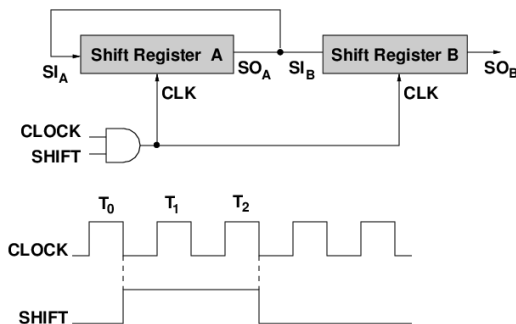 Shift Register A
Shift Register B
SI_A
SO_A
SI_B
SO_B
CLK
CLK
CLOCK
SHIFT
T_0
T_1
T_2
CLOCK
SHIFT